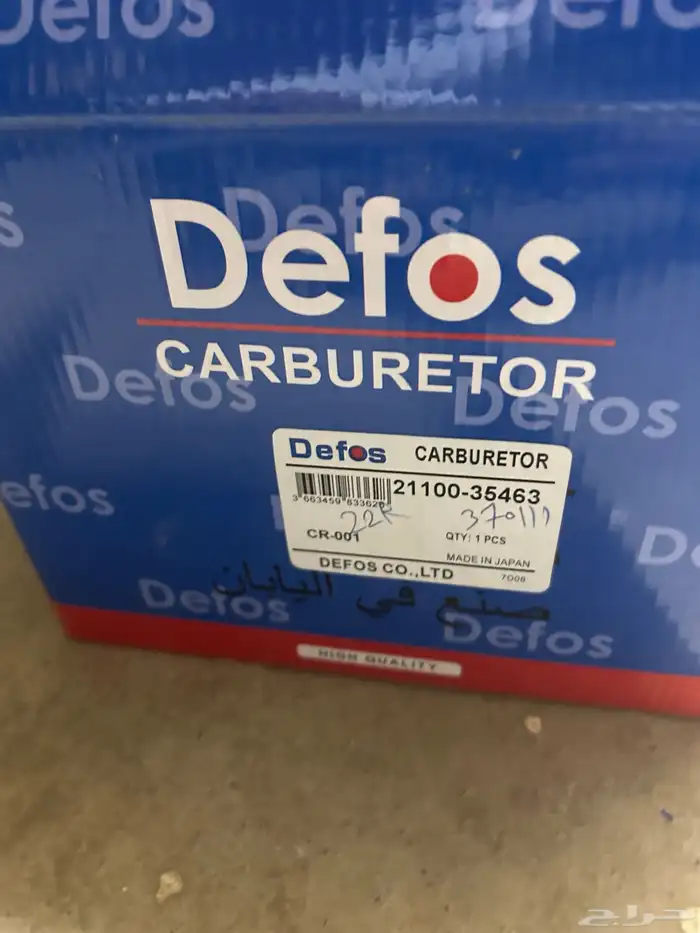 Defos
Defos
Defos
CARBURETOR
Defos
Defos
Defos CARBURETOR
21100-35463
22R
CR-001
QTY: 1 PCS
MADE IN JAPAN
DEFOS CO.,LTD
7008
صنع في اليابان
Defos
Defos
HIGH QUALITY
حراج